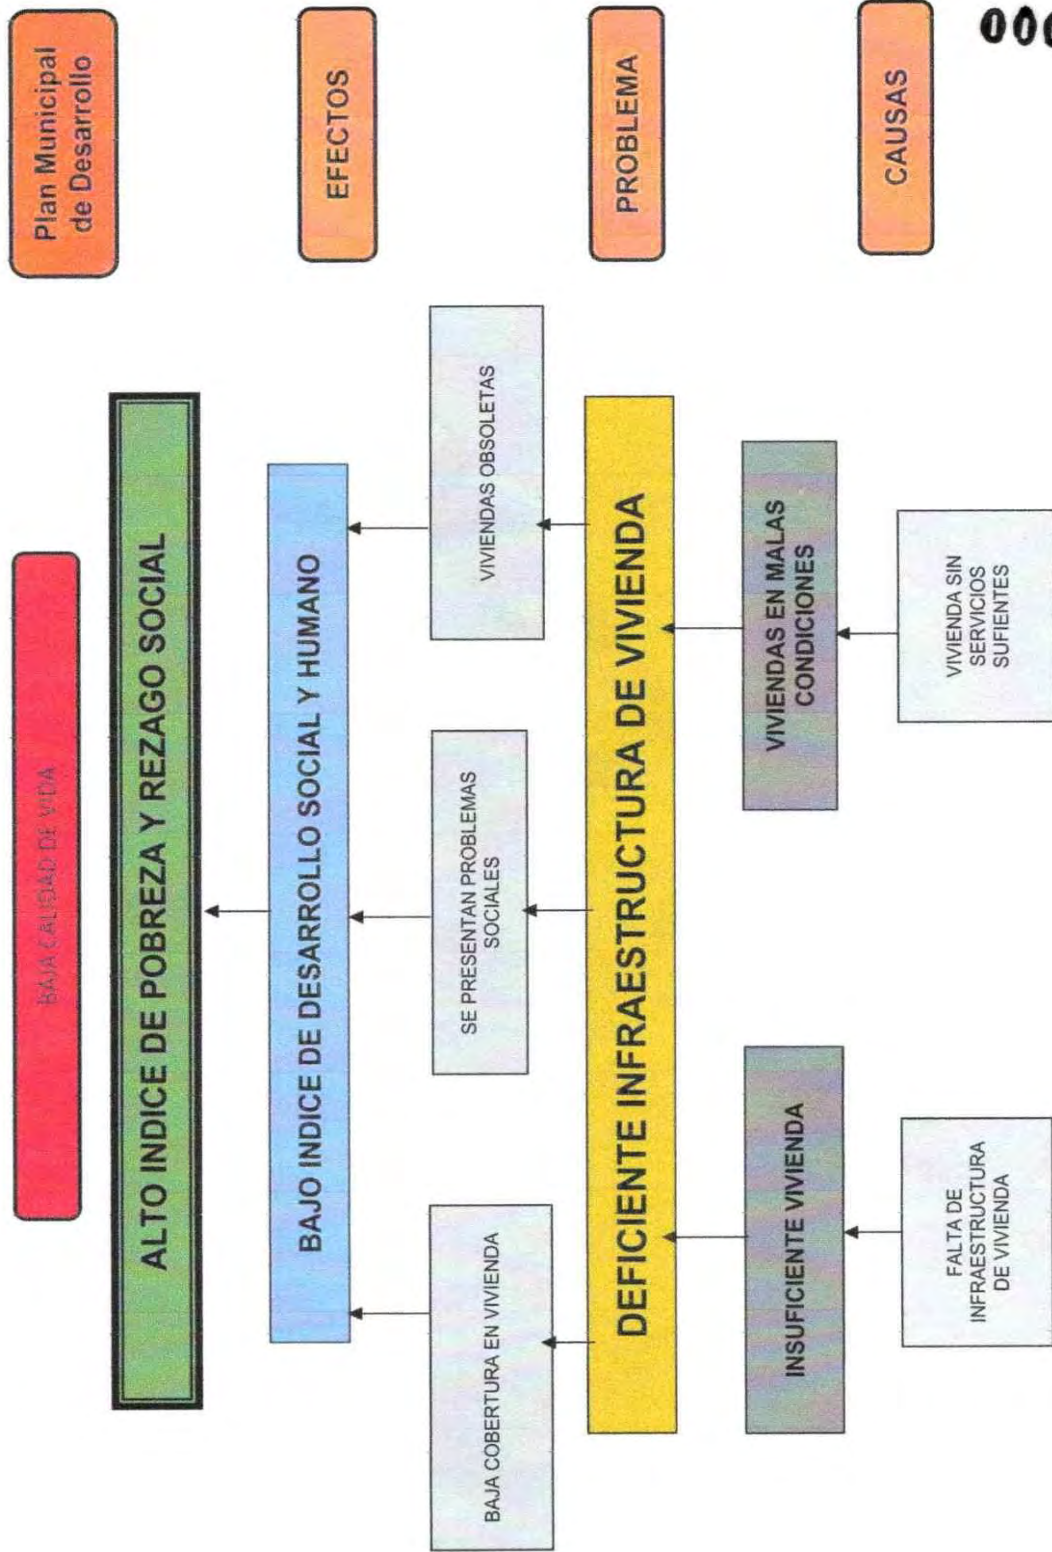 BAJA CALIDAD DE VIDA
Plan Municipal
de Desarrollo
ALTO INDICE DE POBREZA Y REZAGO SOCIAL
BAJO INDICE DE DESARROLLO SOCIAL Y HUMANO
EFECTOS
BAJA COBERTURA EN VIVIENDA
SE PRESENTAN PROBLEMAS
SOCIALES
VIVIENDAS OBSOLETAS
DEFICIENTE INFRAESTRUCTURA DE VIVIENDA
PROBLEMA
INSUFICIENTE VIVIENDA
VIVIENDAS EN MALAS
CONDICIONES
CAUSAS
FALTA DE
INFRAESTRUCTURA
DE VIVIENDA
VIVIENDA SIN
SERVICIOS
SUFIENTES